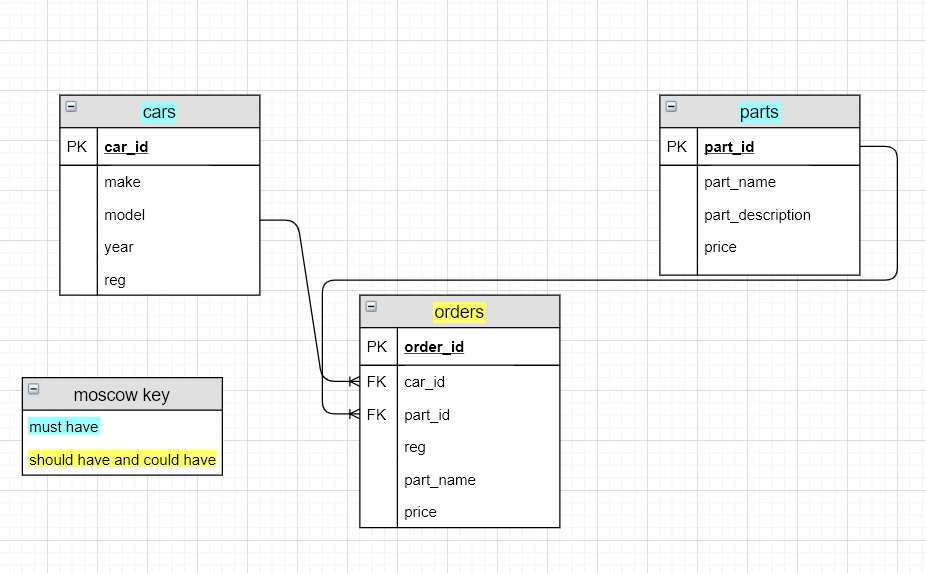 cars
PK car_id
make
model
year
reg
parts
PK part_id
part_name
part_description
price
orders
PK order_id
FK car_id
FK part_id
reg
part_name
price
moscow key
must have
should have and could have